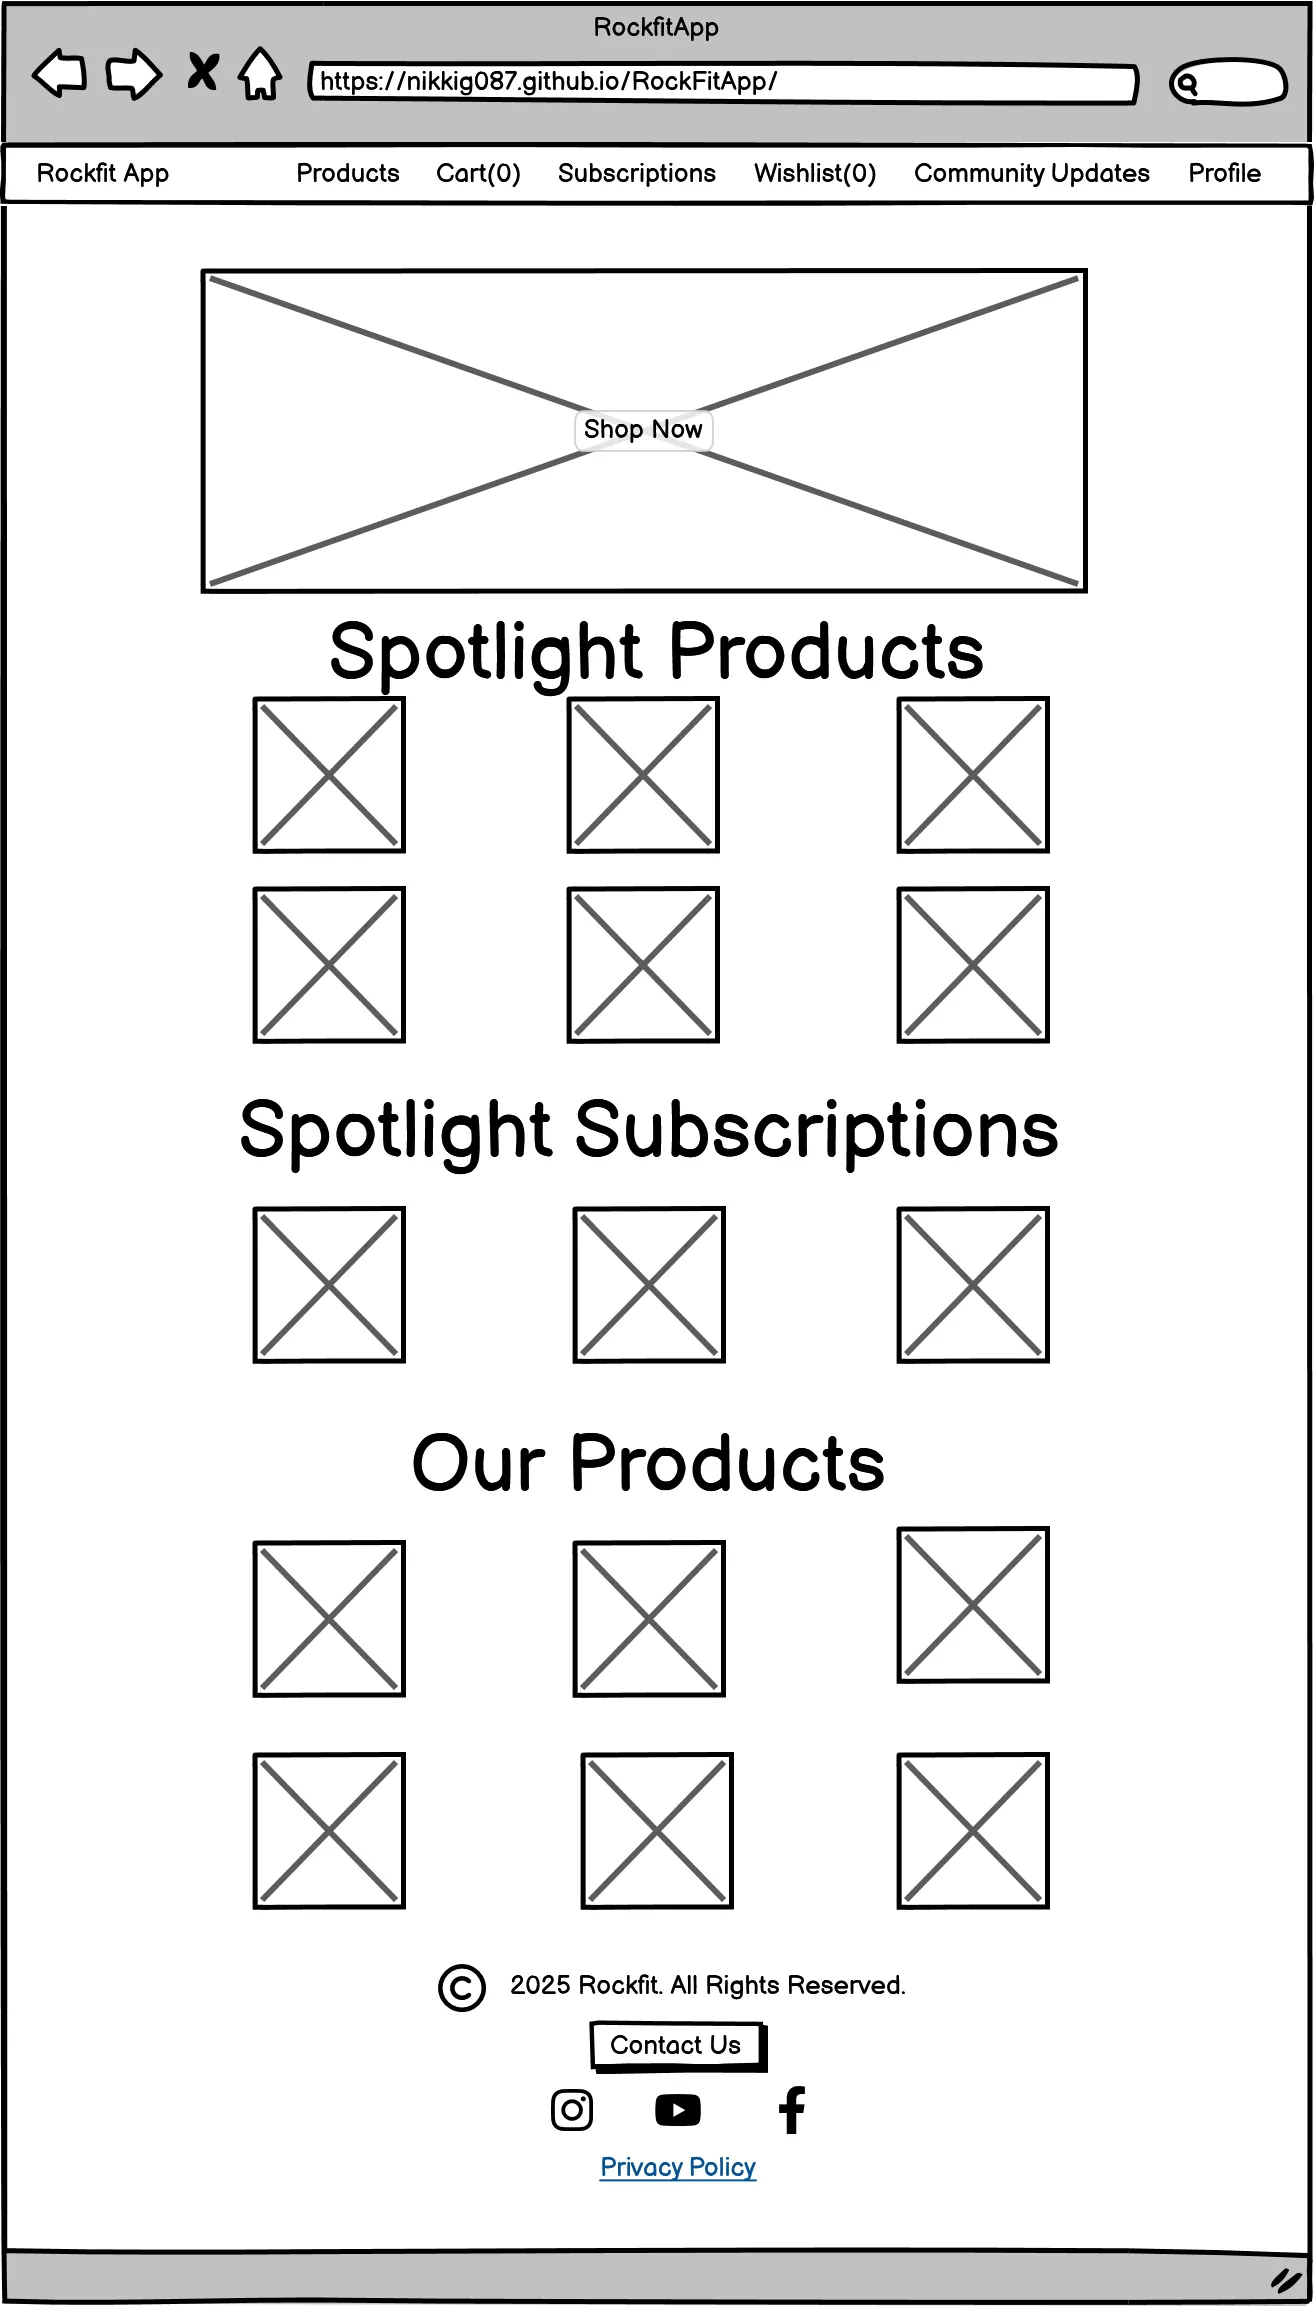 RockfitApp
https://nikkig087.github.io/RockFitApp/
Rockfit App Products Cart(0) Subscriptions Wishlist(0) Community Updates Profile
Shop Now
Spotlight Products
Spotlight Subscriptions
Our Products
© 2025 Rockfit. All Rights Reserved.
Contact Us
Privacy Policy